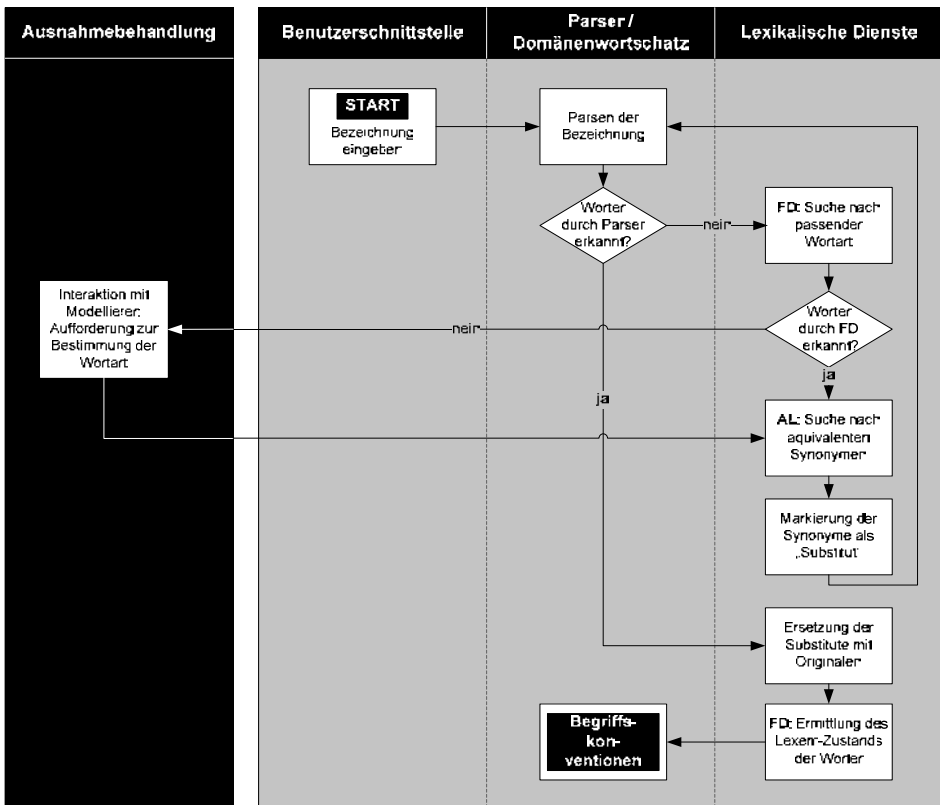 Ausnahmebehandlung
Benutzerschnittstelle
Parser /
Domänenwortschatz
Lexikalische Dienste
START
Bezeichnung
eingeben
Parsen der
Bezeichnung
Wörter
durch Parser
erkannt?
nein
FD: Suche nach
passender
Wortart
Interaktion mit
Modellierer:
Aufforderung zur
Bestimmung der
Wortart
nein
Wörter
durch FD
erkannt?
ja
ja
AL: Suche nach
äquivalenten
Synonymen
Markierung der
Synonyme als
„Substitut“
Ersetzung der
Substitute mit
Originalen
Begriffs-
kon-
ventionen
FD: Ermittlung des
Lexem-Zustands
der Wörter